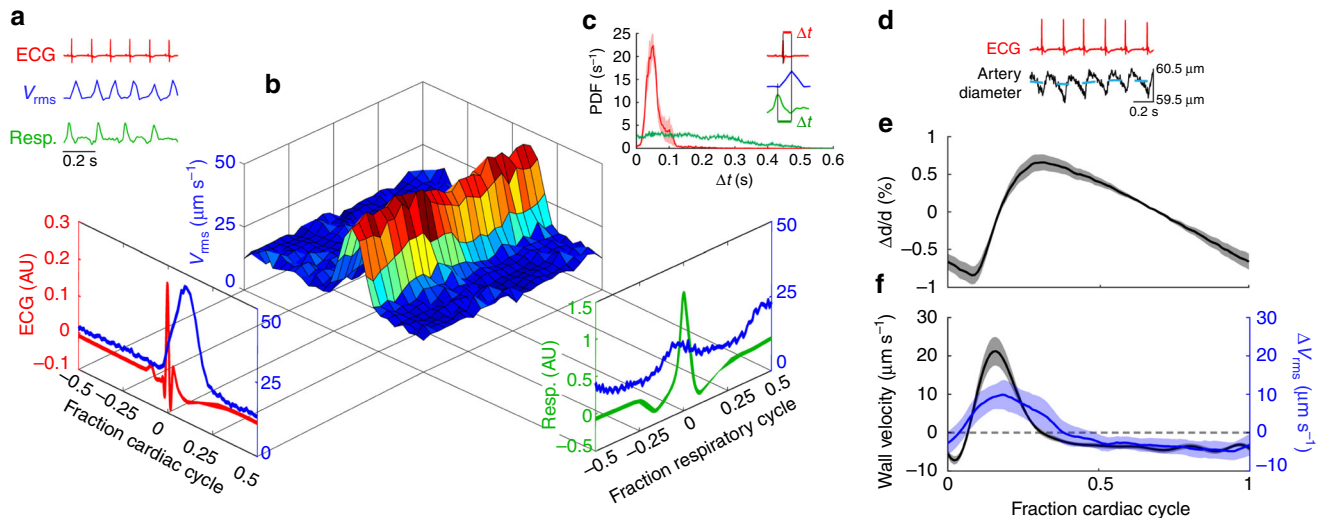 a
ECG
Vrms
Resp.
0.2 s
b
50
25
0
Vrms (μm s⁻¹)
0.3
0.2
0.1
0
−0.1
ECG (AU)
50
25
0
−0.5
−0.25
0
0.25
0.5
Fraction cardiac cycle
1.5
1
0.5
0
−0.5
Resp. (AU)
50
25
0
−0.5
−0.25
0
0.25
0.5
Fraction respiratory cycle
c
25
20
15
10
5
0
PDF (s⁻¹)
0
0.1
0.2
0.3
0.4
0.5
0.6
Δt (s)
Δt
Δt
d
ECG
Artery
diameter
60.5 μm
59.5 μm
0.2 s
e
1
0.5
0
−0.5
−1
Δd/d (%)
f
30
20
10
0
−10
Wall velocity (μm s⁻¹)
30
20
10
0
−10
ΔVrms (μm s⁻¹)
0
0.5
1
Fraction cardiac cycle